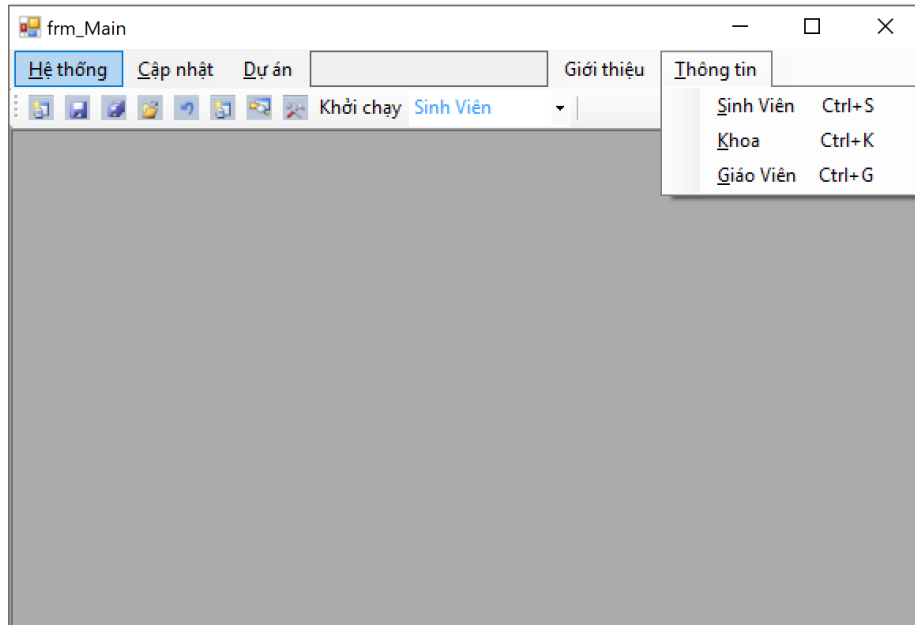 frm_Main
Hệ thống Cập nhật Dự án Giới thiệu Thông tin
Khởi chạy Sinh Viên
Sinh Viên Ctrl+S
Khoa Ctrl+K
Giáo Viên Ctrl+G